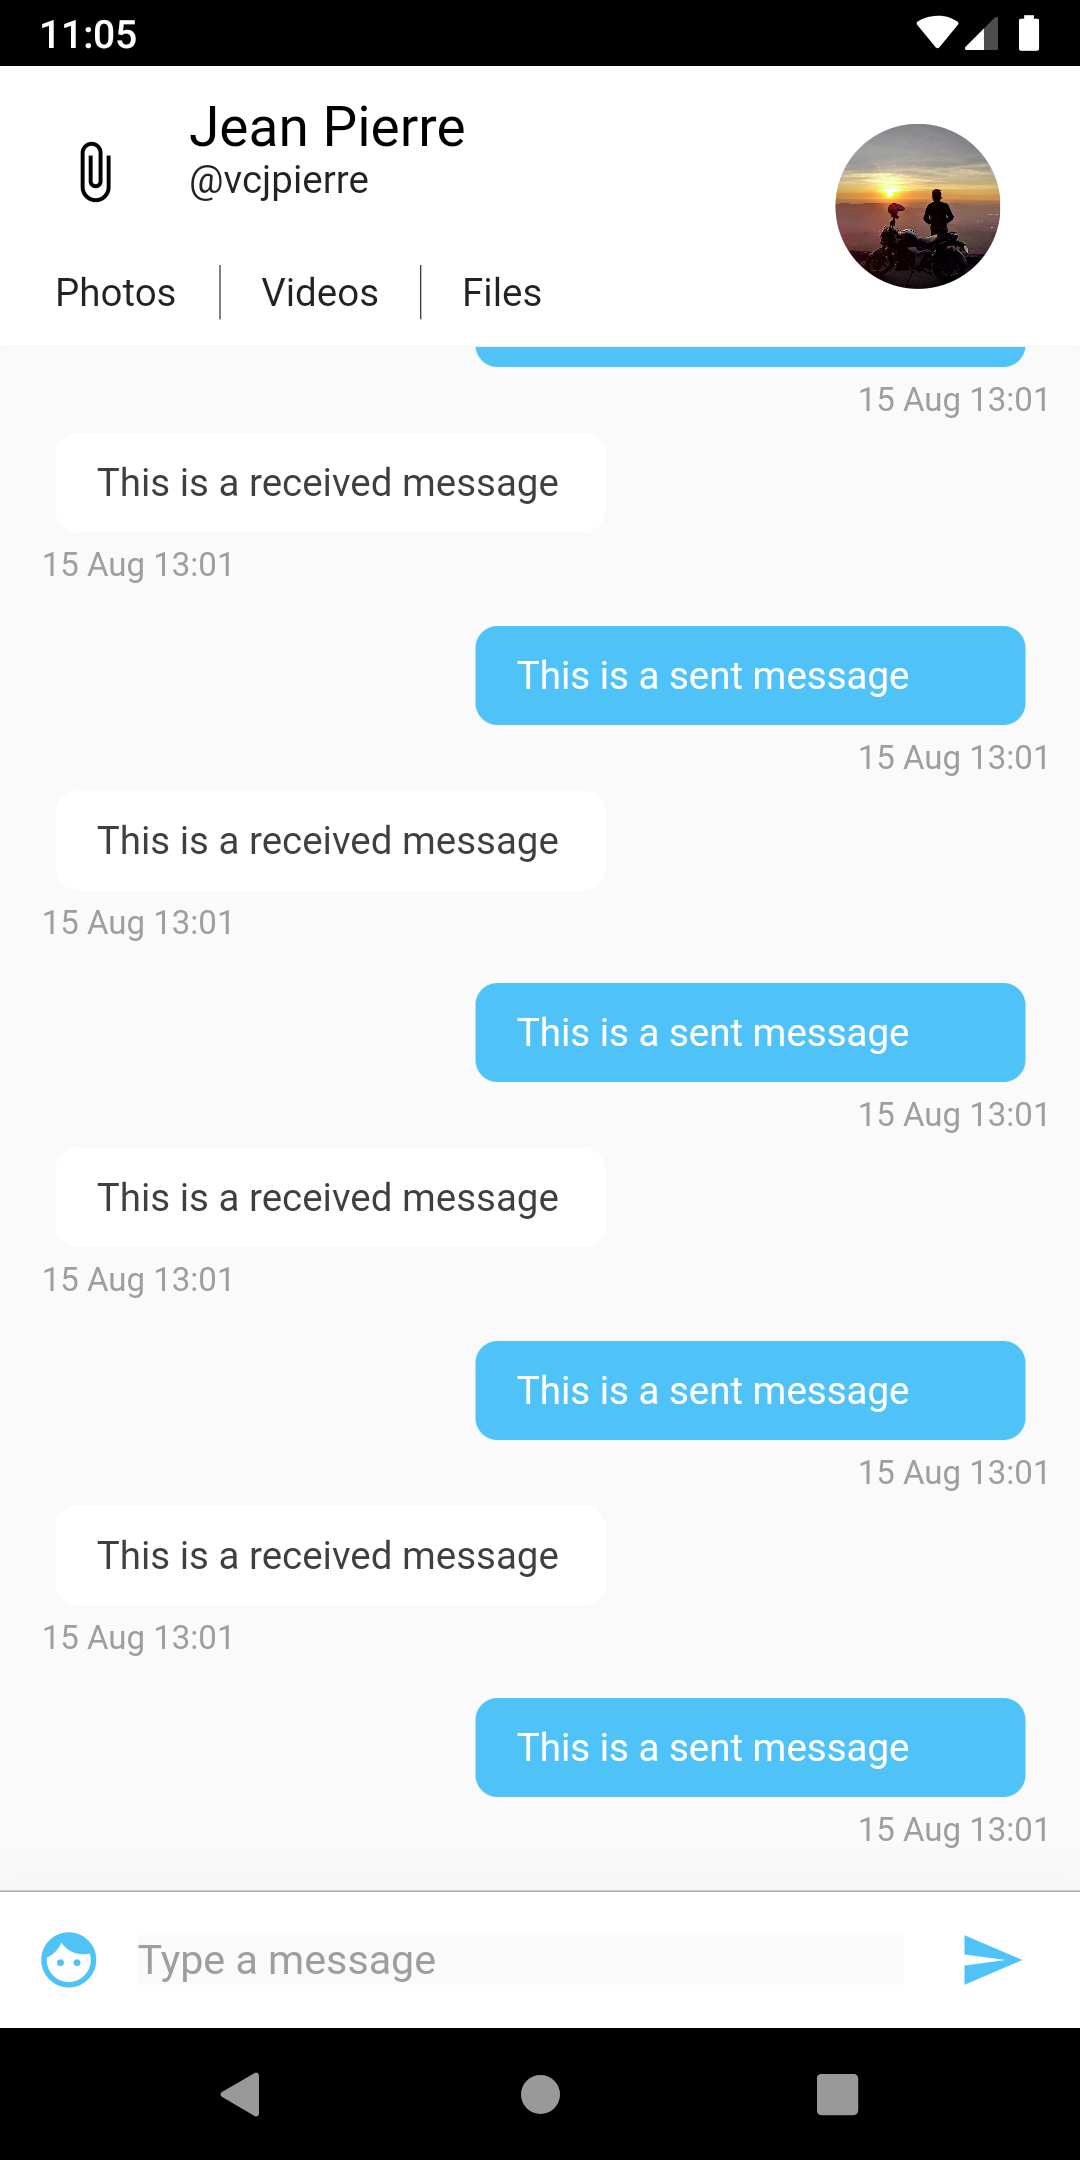 11:05
Jean Pierre
@vcjpierre
Photos
Videos
Files
15 Aug 13:01
This is a received message
15 Aug 13:01
This is a sent message
15 Aug 13:01
This is a received message
15 Aug 13:01
This is a sent message
15 Aug 13:01
This is a received message
15 Aug 13:01
This is a sent message
15 Aug 13:01
This is a received message
15 Aug 13:01
This is a sent message
15 Aug 13:01
Type a message